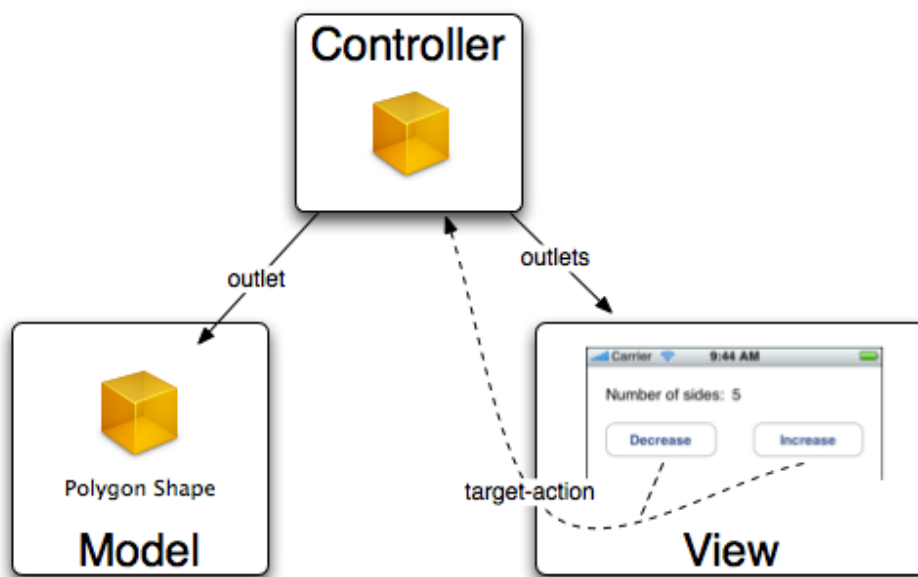 Controller
outlet
outlets
Carrier 9:44 AM
Number of sides: 5
Decrease Increase
target-action
Polygon Shape
Model
View